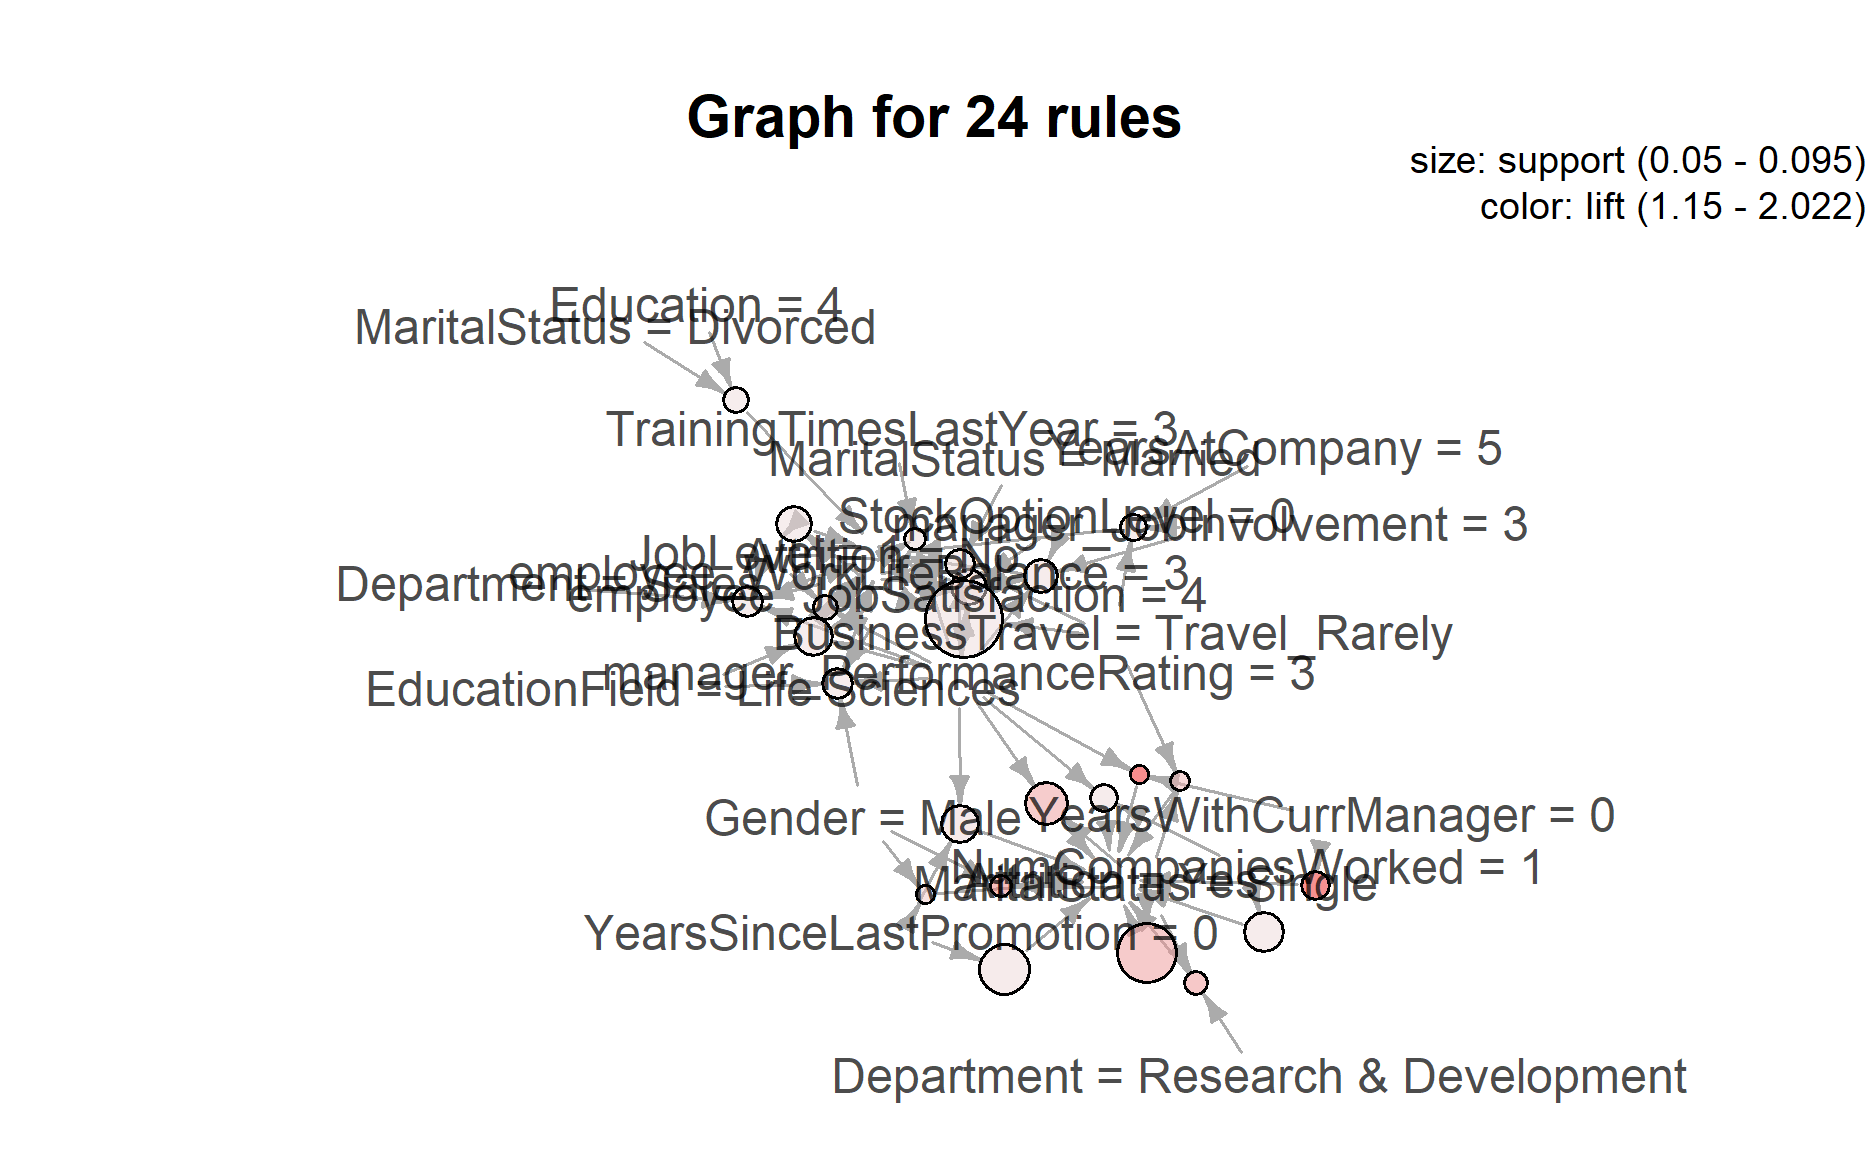 Graph for 24 rules
size: support (0.05 - 0.095)
color: lift (1.15 - 2.022)
Education = 4
MaritalStatus = Divorced
TrainingTimesLastYear = 3
YearsAtCompany = 5
MaritalStatus = Married
StockOptionLevel = 0
manager_JobInvolvement = 3
JobLevel = 1
Attrition = No
employee_WorkLifeBalance = 3
Department = Sales
employee_JobSatisfaction = 4
BusinessTravel = Travel_Rarely
manager_PerformanceRating = 3
EducationField = Life Sciences
Gender = Male
YearsWithCurrManager = 0
NumCompaniesWorked = 1
Attrition = Yes
MaritalStatus = Single
YearsSinceLastPromotion = 0
Department = Research & Development